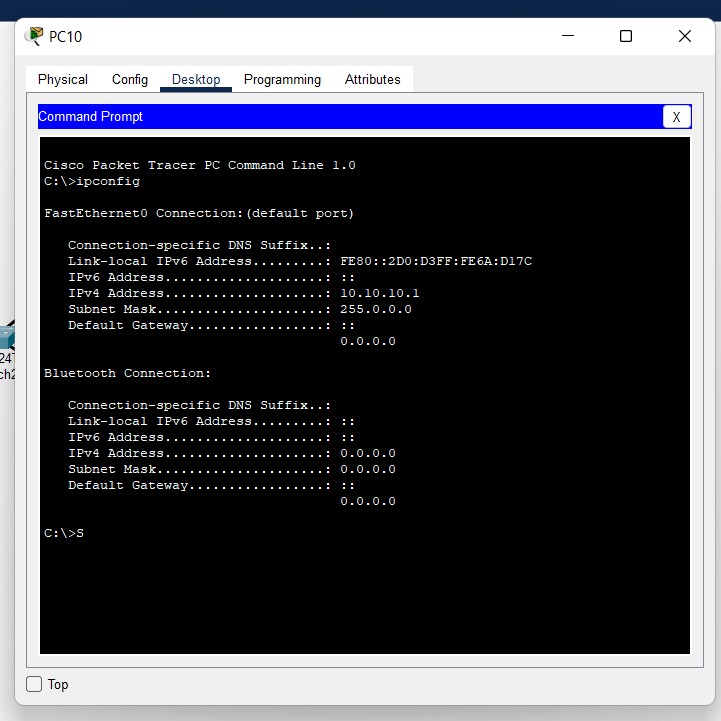 PC10
Physical Config Desktop Programming Attributes
Command Prompt X
Cisco Packet Tracer PC Command Line 1.0
C:\>ipconfig
FastEthernet0 Connection:(default port)
Connection-specific DNS Suffix..:
Link-local IPv6 Address.........: FE80::2D0:D3FF:FE6A:D17C
IPv6 Address....................: ::
IPv4 Address....................: 10.10.10.1
Subnet Mask.....................: 255.0.0.0
Default Gateway.................: ::
0.0.0.0
Bluetooth Connection:
Connection-specific DNS Suffix..:
Link-local IPv6 Address.........: ::
IPv6 Address....................: ::
IPv4 Address....................: 0.0.0.0
Subnet Mask.....................: 0.0.0.0
Default Gateway.................: ::
0.0.0.0
C:\>S
Top